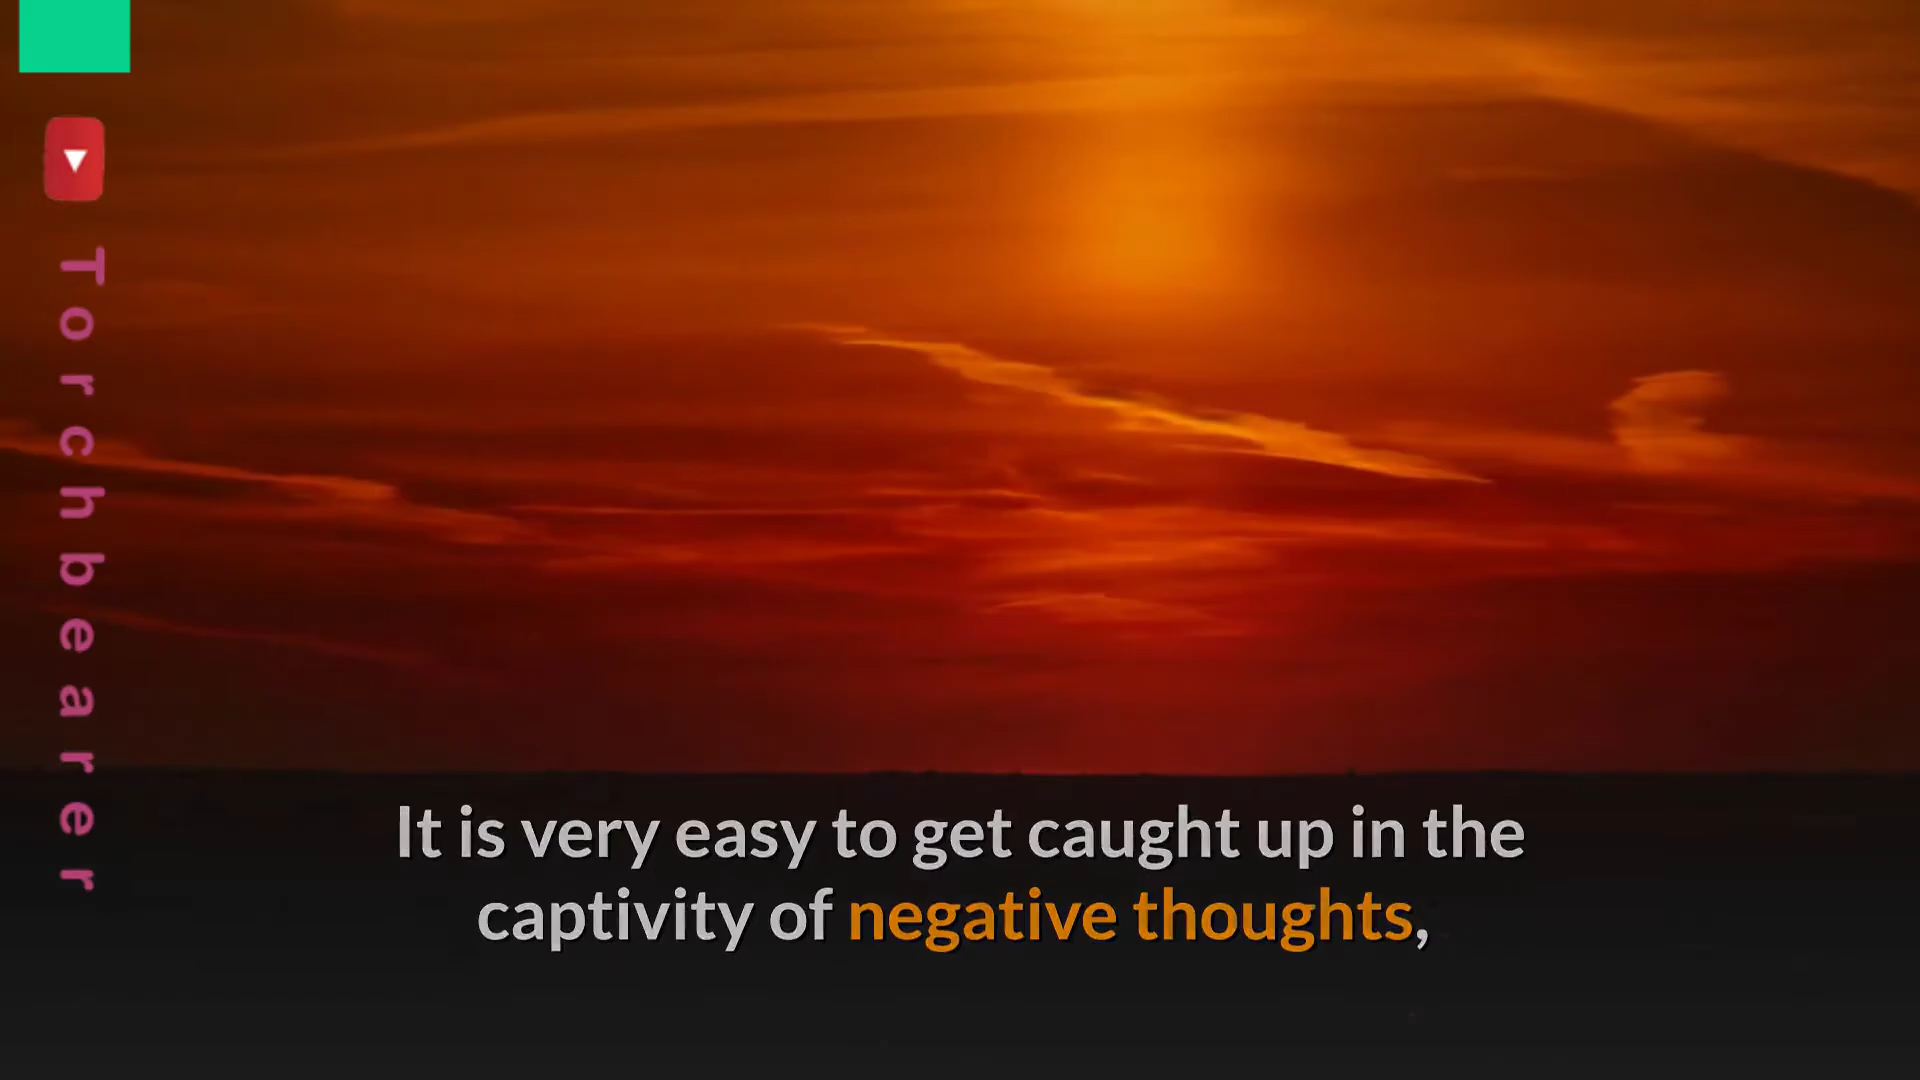 Torchbearer
It is very easy to get caught up in the
captivity of negative thoughts,